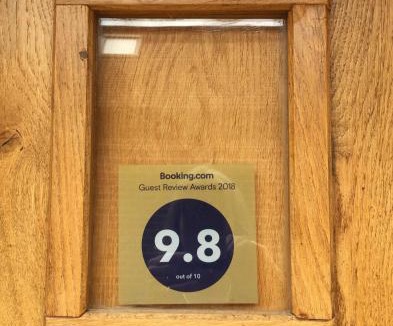 Booking.com
Guest Review Awards 2018
9.8
out of 10